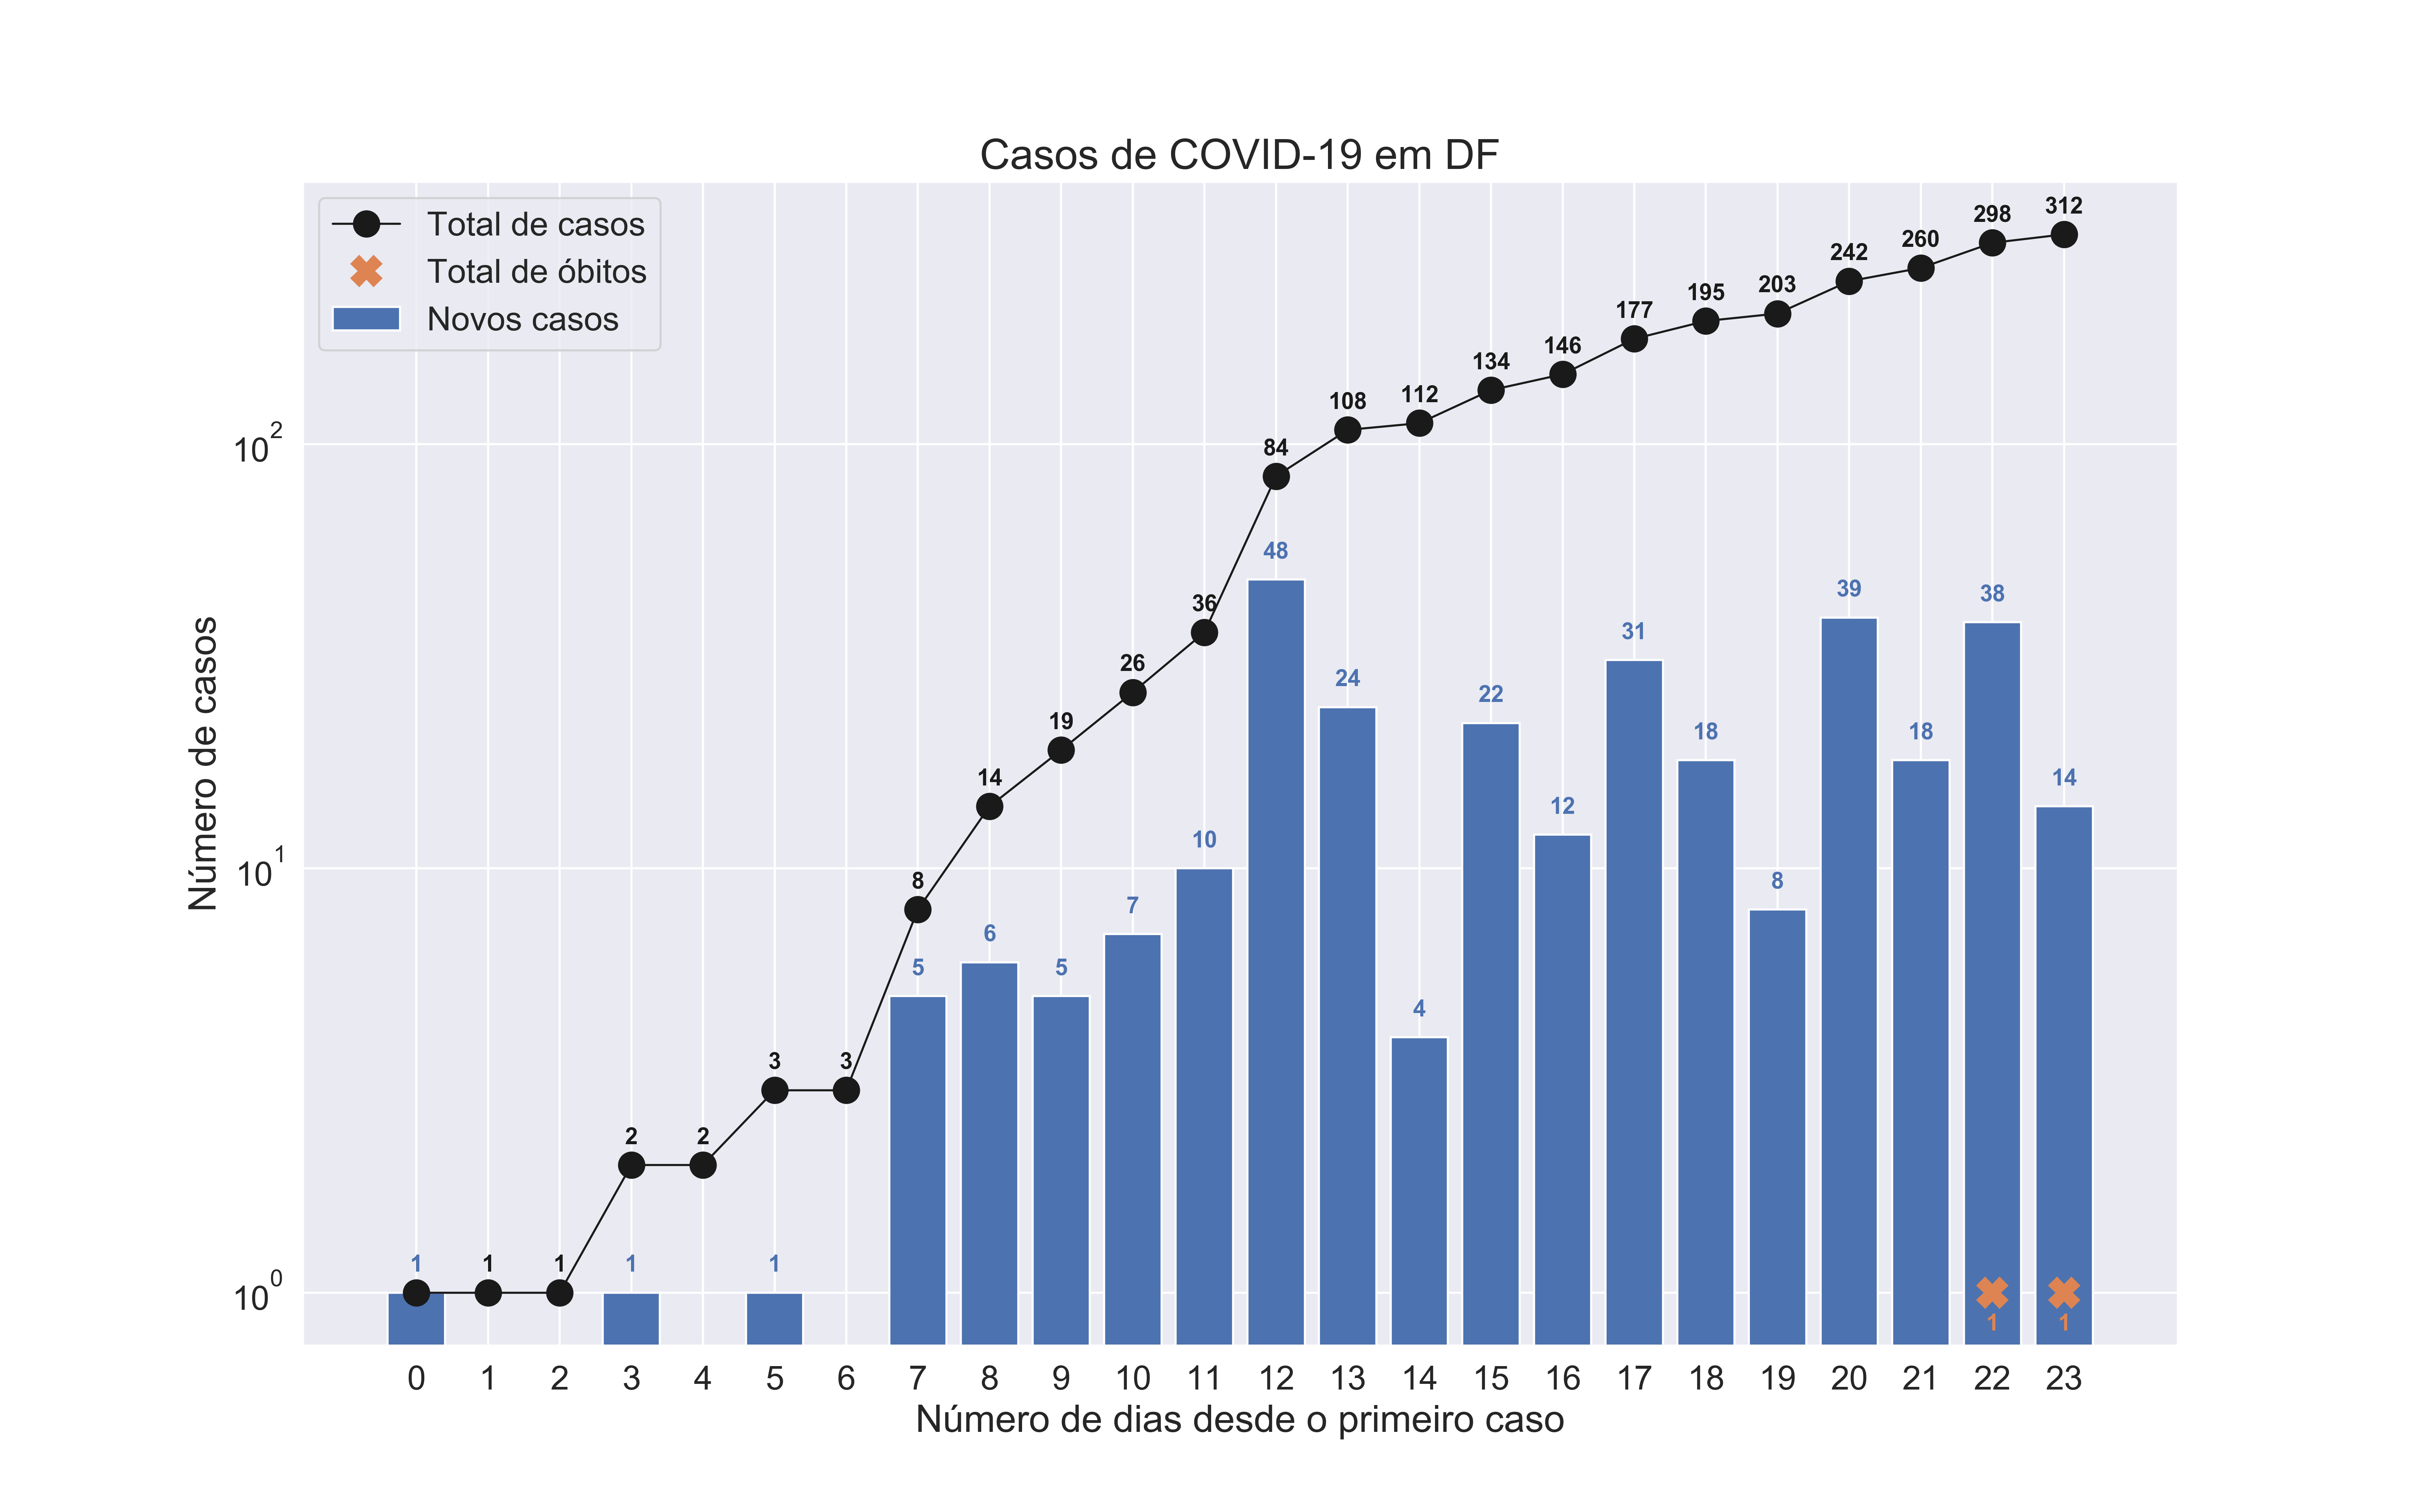 Casos de COVID-19 em DF
Total de casos
Total de óbitos
Novos casos
Número de casos
10^2
10^1
10^0
1 1 1 2 2 3 3 8 14 19 26 36 84 108 112 134 146 177 195 203 242 260 298 312
1 1 5 6 5 7 10 48 24 4 22 12 31 18 8 39 18 38 14
1 1
0 1 2 3 4 5 6 7 8 9 10 11 12 13 14 15 16 17 18 19 20 21 22 23
Número de dias desde o primeiro caso